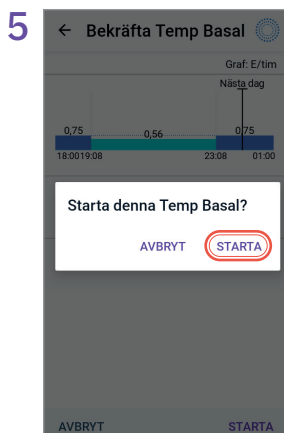 5
← Bekräfta Temp Basal
Graf: E/tim
Nästa dag
0,75 0,56 0,75
18:00 19:08 23:08 01:00
Starta denna Temp Basal?
AVBRYT STARTA
AVBRYT STARTA